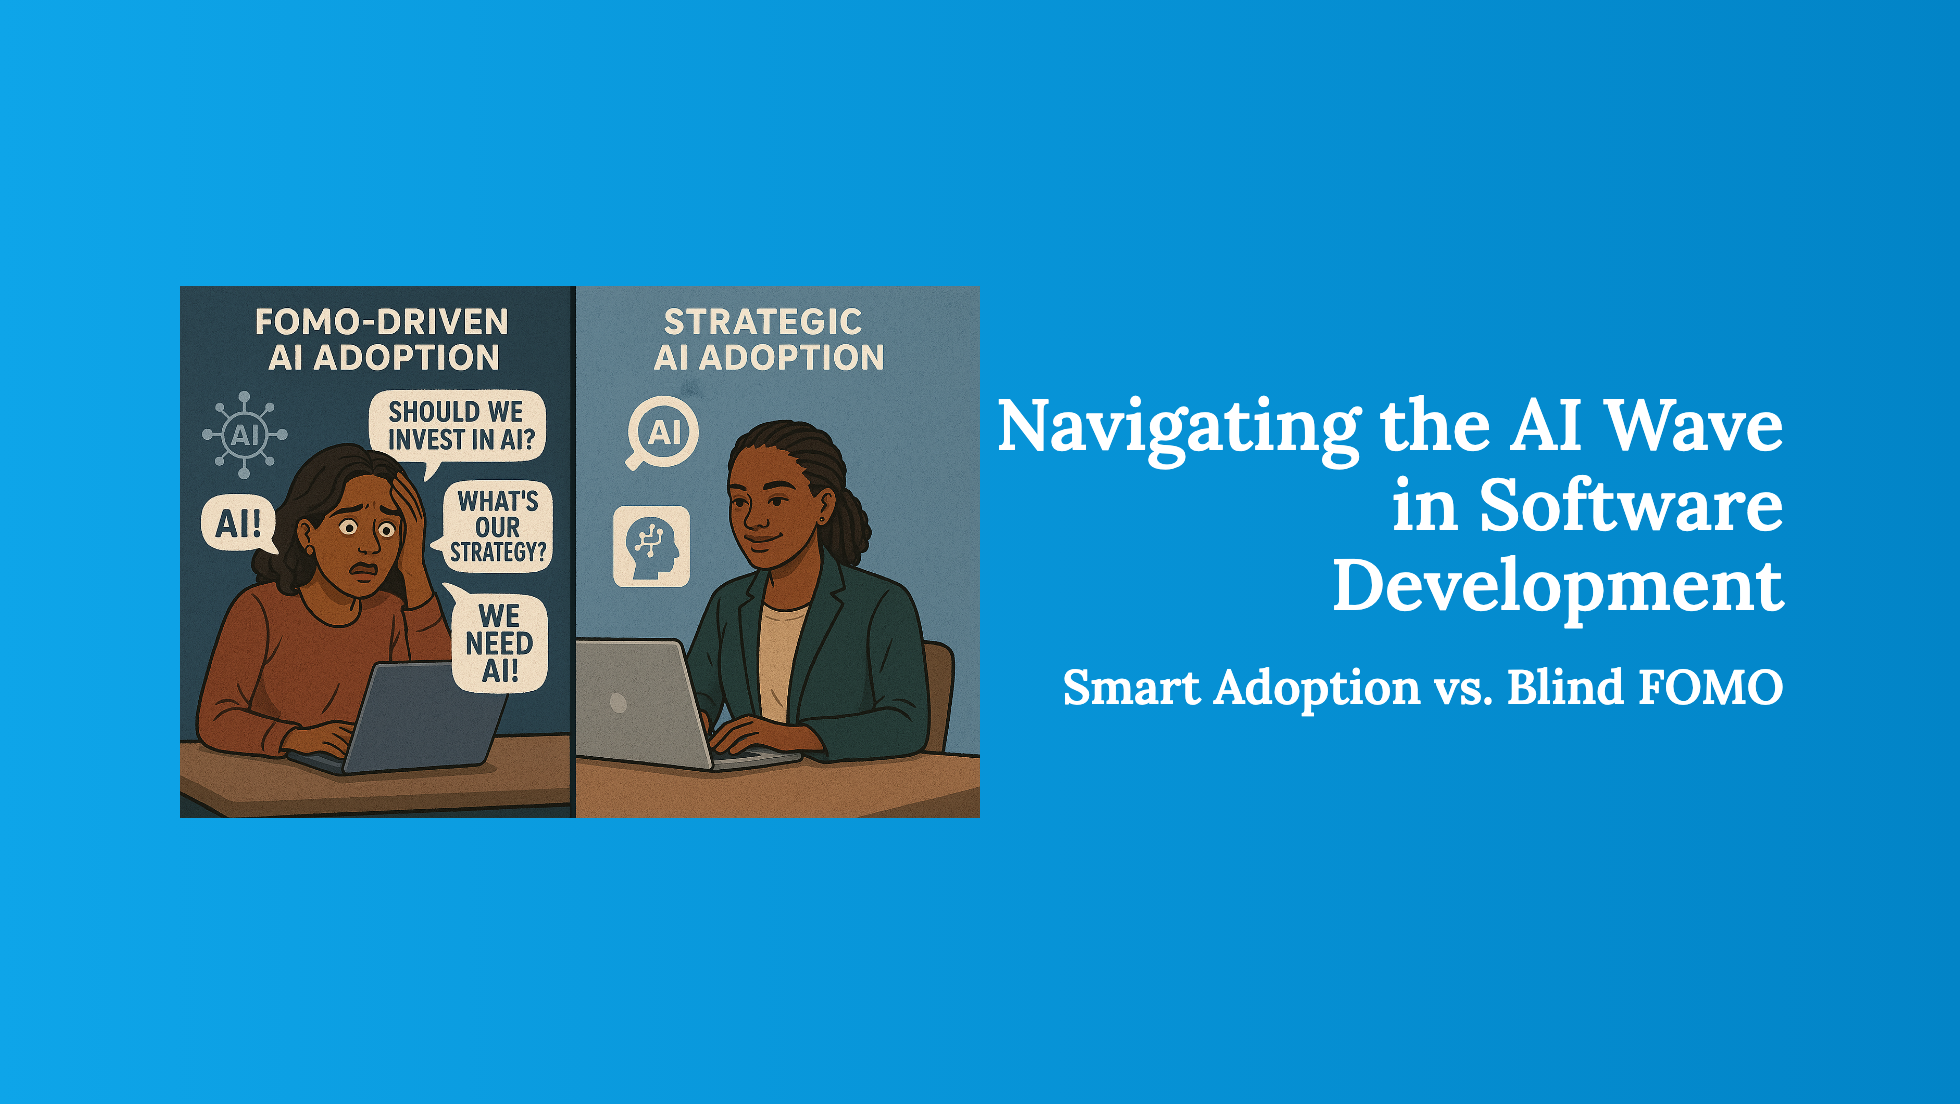 FOMO-DRIVEN
AI ADOPTION
AI
SHOULD WE
INVEST IN AI?
AI!
WHAT'S
OUR
STRATEGY?
WE
NEED
AI!
STRATEGIC
AI ADOPTION
AI
Navigating the AI Wave
in Software
Development
Smart Adoption vs. Blind FOMO